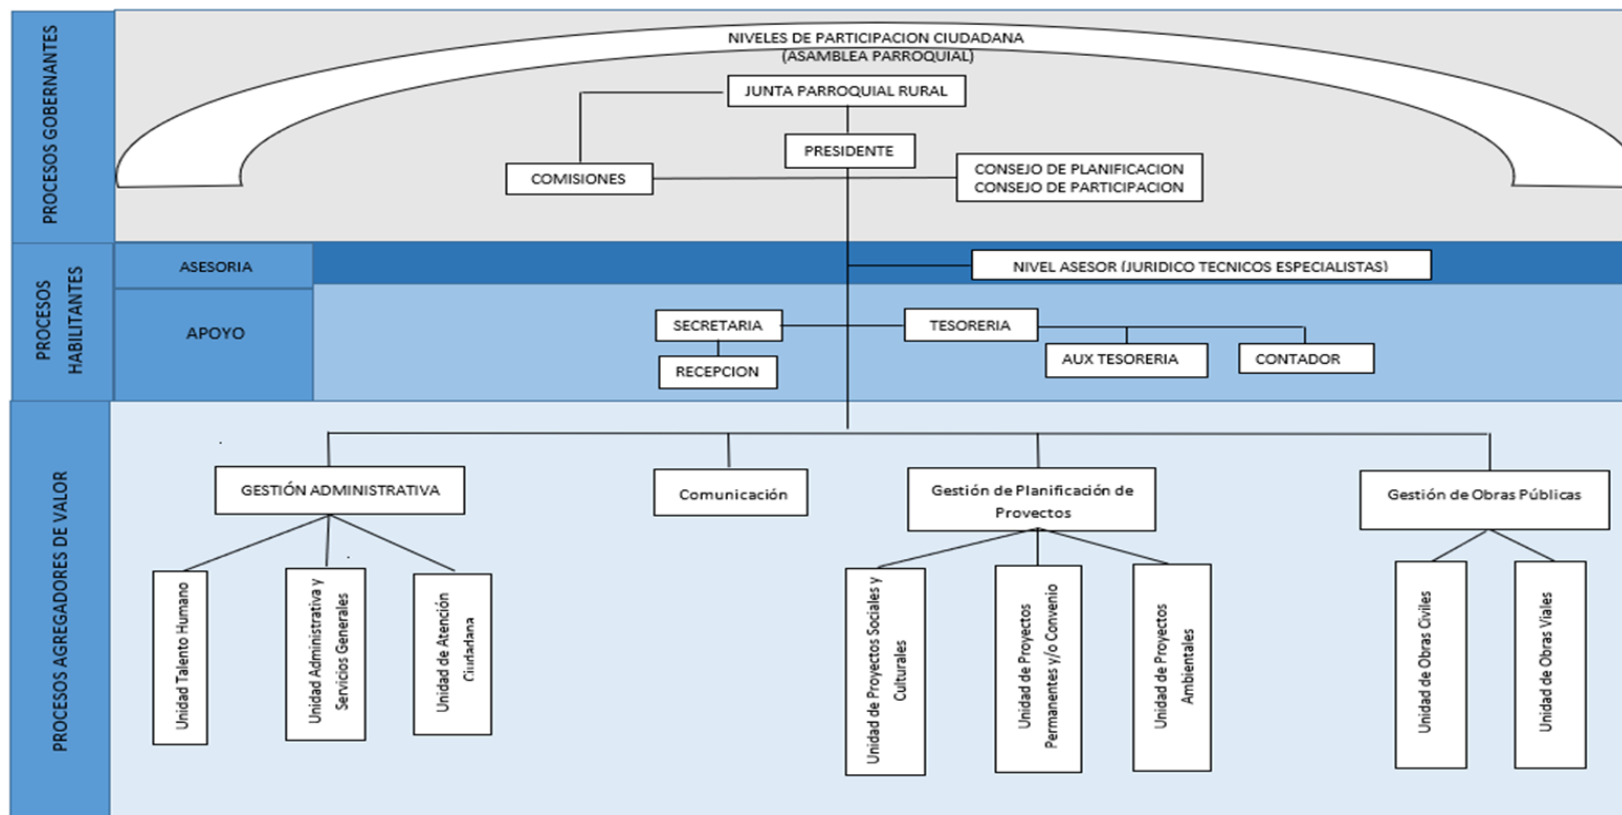 PROCESOS GOBERNANTES
NIVELES DE PARTICIPACION CIUDADANA
(ASAMBLEA PARROQUIAL)
JUNTA PARROQUIAL RURAL
PRESIDENTE
COMISIONES
CONSEJO DE PLANIFICACION
CONSEJO DE PARTICIPACION
PROCESOS
HABILITANTES
ASESORIA
NIVEL ASESOR (JURIDICO TECNICOS ESPECIALISTAS)
APOYO
SECRETARIA
TESORERIA
RECEPCION
AUX TESORERIA
CONTADOR
PROCESOS AGREGADORES DE VALOR
GESTIÓN ADMINISTRATIVA
Comunicación
Gestión de Planificación de
Proyectos
Gestión de Obras Públicas
Unidad Talento Humano
Unidad Administrativa y
Servicios Generales
Unidad de Atención
Ciudadana
Unidad de Proyectos Sociales y
Culturales
Unidad de Proyectos
Permanentes y/o Convenio
Unidad de Proyectos
Ambientales
Unidad de Obras Civiles
Unidad de Obras Viales